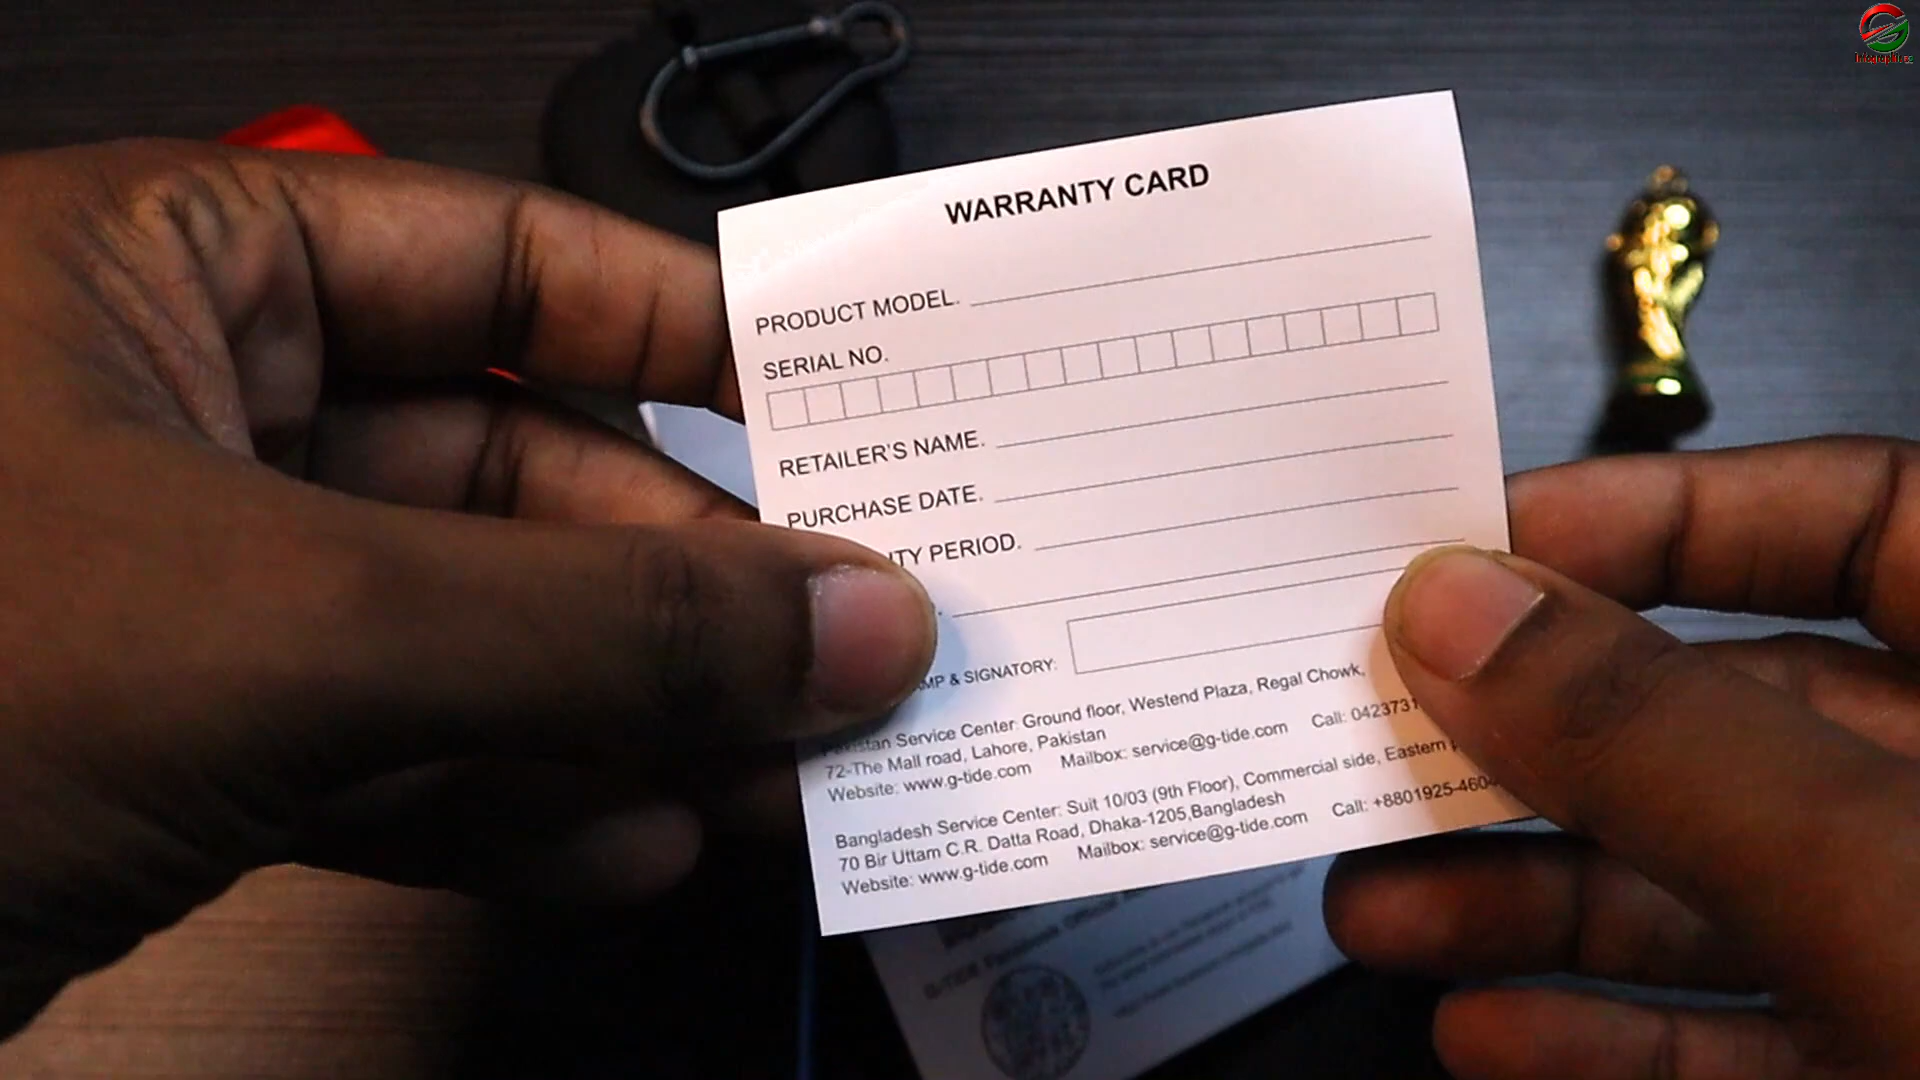 WARRANTY CARD
PRODUCT MODEL.
SERIAL NO.
RETAILER'S NAME.
PURCHASE DATE.
TY PERIOD.
MP & SIGNATORY:
Pakistan Service Center: Ground floor, Westend Plaza, Regal Chowk,
72-The Mall road, Lahore, Pakistan Call: 0423731
Website: www.g-tide.com Mailbox: service@g-tide.com
Bangladesh Service Center: Suit 10/03 (9th Floor), Commercial side, Eastern
70 Bir Uttam C.R. Datta Road, Dhaka-1205,Bangladesh Call: +8801925-460
Website: www.g-tide.com Mailbox: service@g-tide.com